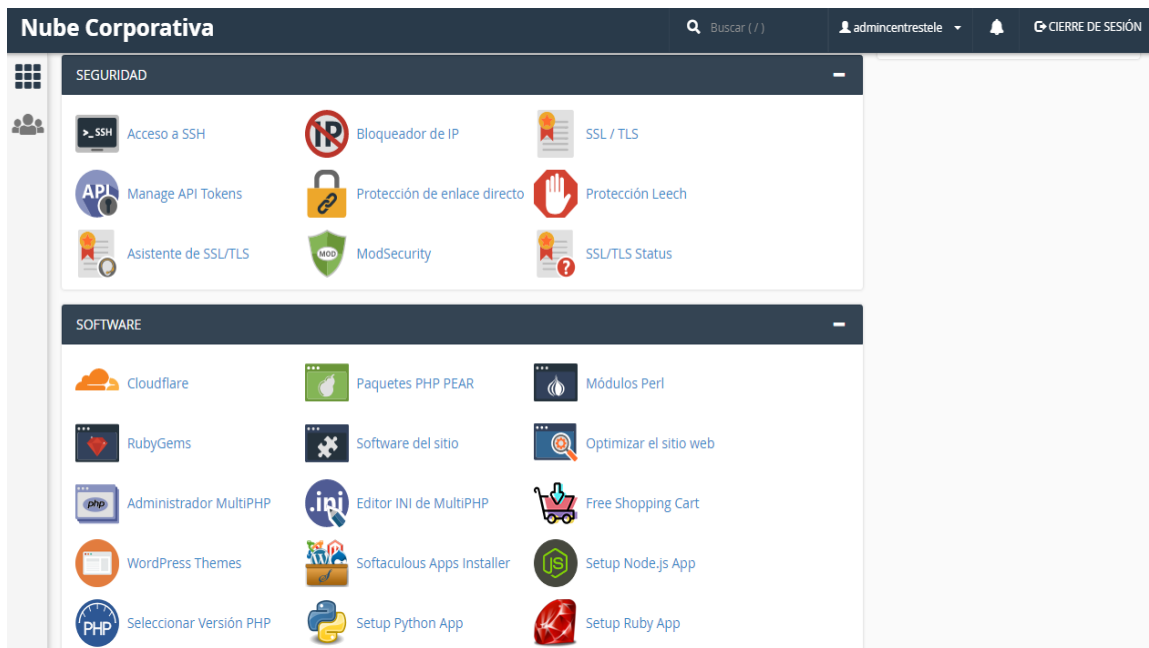 Nube Corporativa
Buscar ( / )
admincentrestele
CIERRE DE SESIÓN
SEGURIDAD
>_SSH
Acceso a SSH
IP
Bloqueador de IP
SSL / TLS
API
Manage API Tokens
Protección de enlace directo
Protección Leech
Asistente de SSL/TLS
MOD
ModSecurity
?
SSL/TLS Status
SOFTWARE
Cloudflare
Paquetes PHP PEAR
Módulos Perl
RubyGems
Software del sitio
Optimizar el sitio web
php
Administrador MultiPHP
.ini
Editor INI de MultiPHP
Free Shopping Cart
WordPress Themes
Softaculous Apps Installer
JS
Setup Node.js App
PHP
Seleccionar Versión PHP
Setup Python App
Setup Ruby App